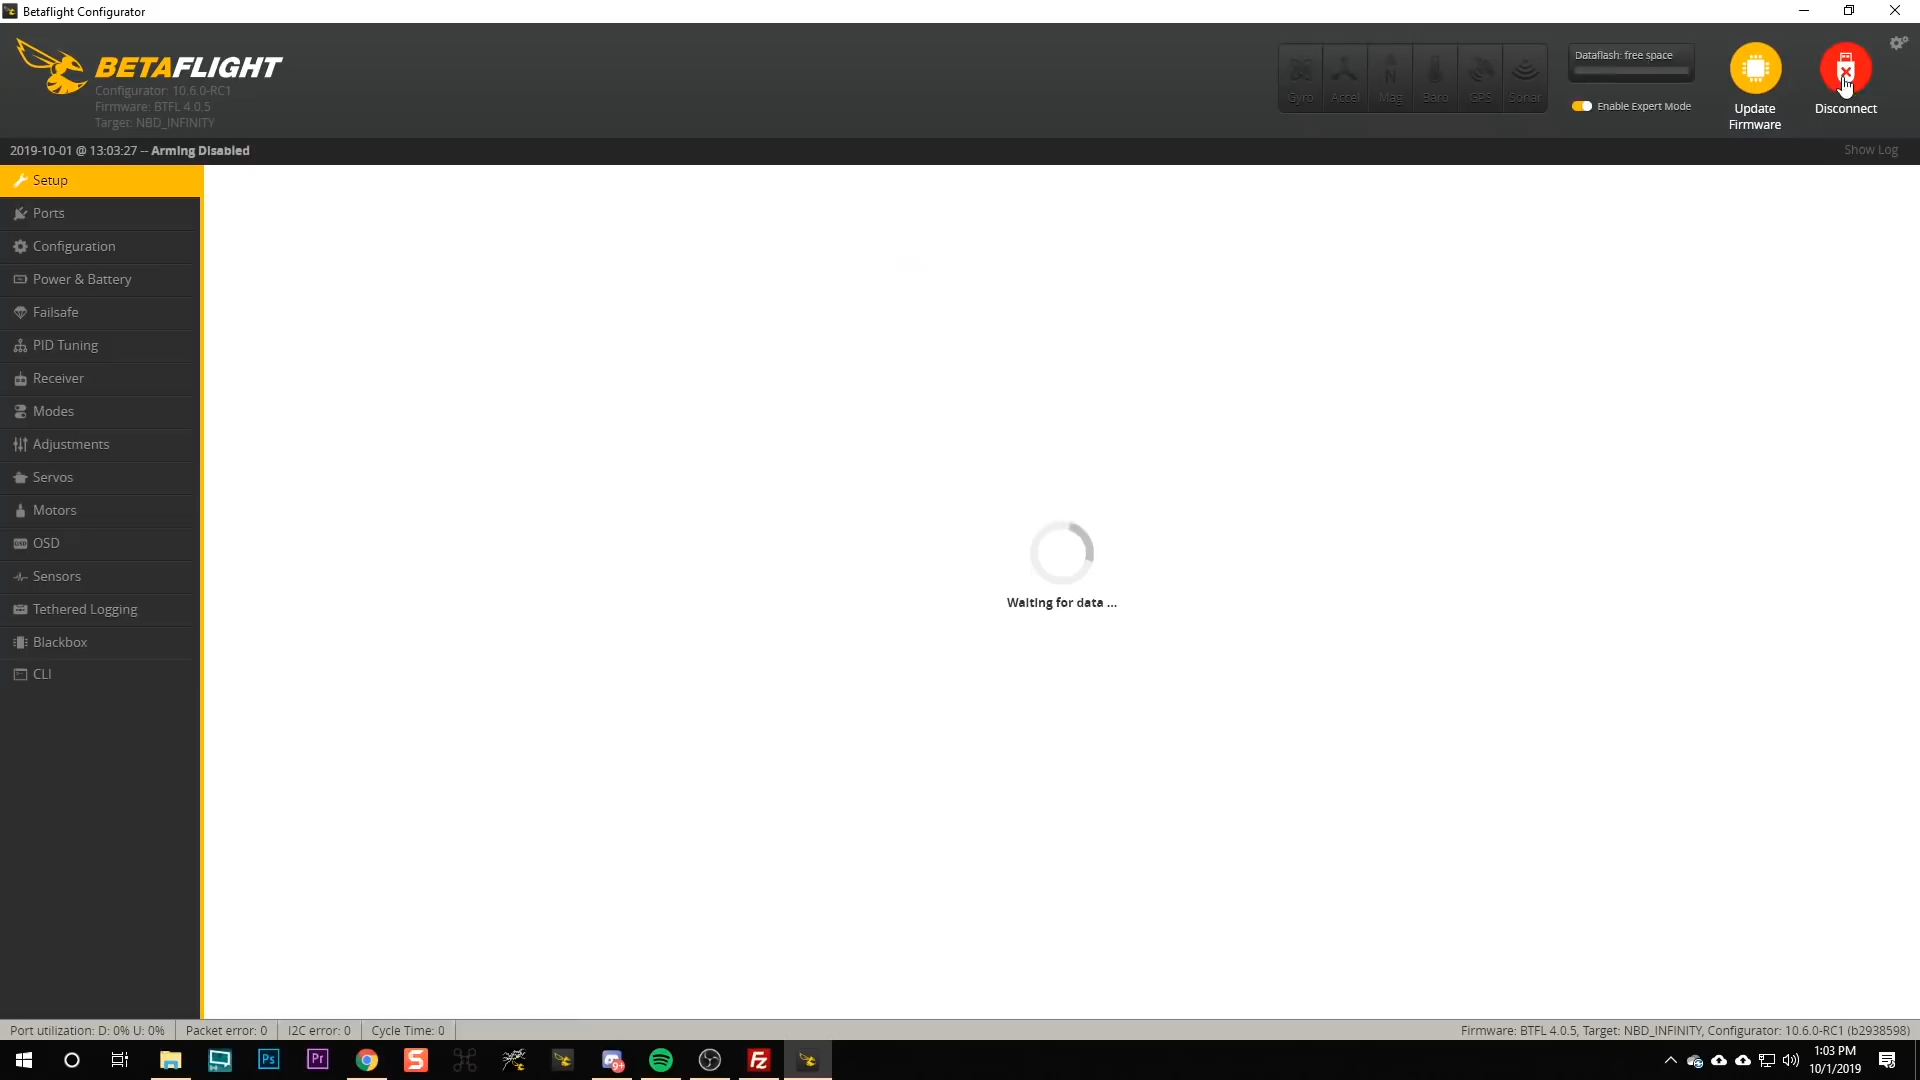 Betaflight Configurator
BETAFLIGHT
Configurator: 10.6.0-RC1
Firmware: BTFL 4.0.5
Target: NBD_INFINITY
Gyro Accel Mag Baro GPS Sonar
N
Dataflash: free space
Enable Expert Mode
Update
Firmware
Disconnect
2019-10-01 @ 13:03:27 -- Arming Disabled
Show Log
Setup
Ports
Configuration
Power & Battery
Failsafe
PID Tuning
Receiver
Modes
Adjustments
Servos
Motors
OSD
Sensors
Tethered Logging
Blackbox
CLI
Waiting for data ...
Port utilization: D: 0% U: 0% Packet error: 0 I2C error: 0 Cycle Time: 0
Firmware: BTFL 4.0.5, Target: NBD_INFINITY, Configurator: 10.6.0-RC1 (b2938598)
Ps Pr S 9+ Fz
1:03 PM
10/1/2019